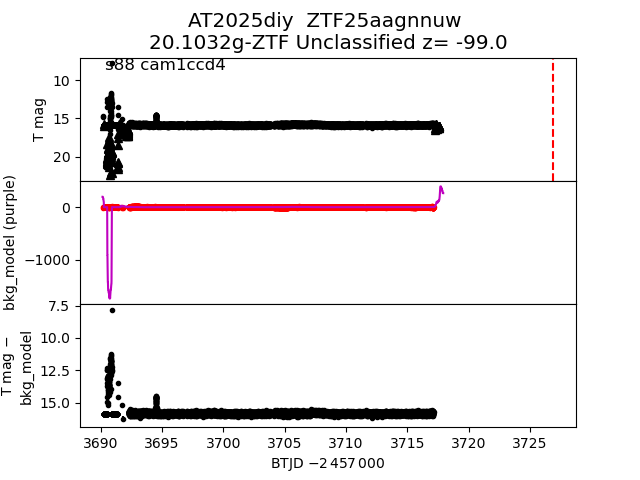 AT2025diy  ZTF25aagnnuw
20.1032g-ZTF Unclassified z= -99.0
s88 cam1ccd4
10
15
20
T mag
0
−1000
bkg_model (purple)
7.5
10.0
12.5
15.0
T mag −
bkg_model
3690 3695 3700 3705 3710 3715 3720 3725
BTJD −2 457 000